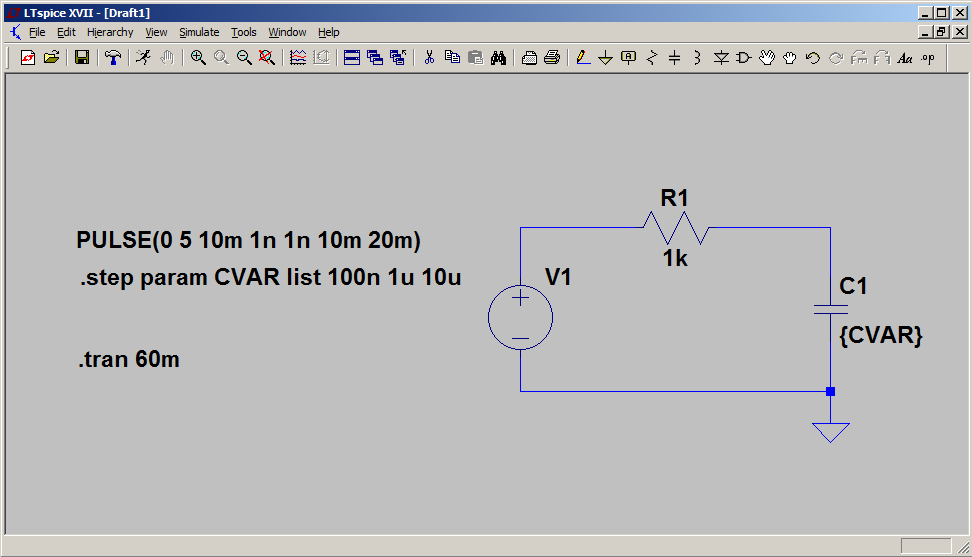 LTspice XVII - [Draft1]
File Edit Hierarchy View Simulate Tools Window Help
Aa .op
R1
PULSE(0 5 10m 1n 1n 10m 20m)
1k
.step param CVAR list 100n 1u 10u
V1
C1
{CVAR}
.tran 60m